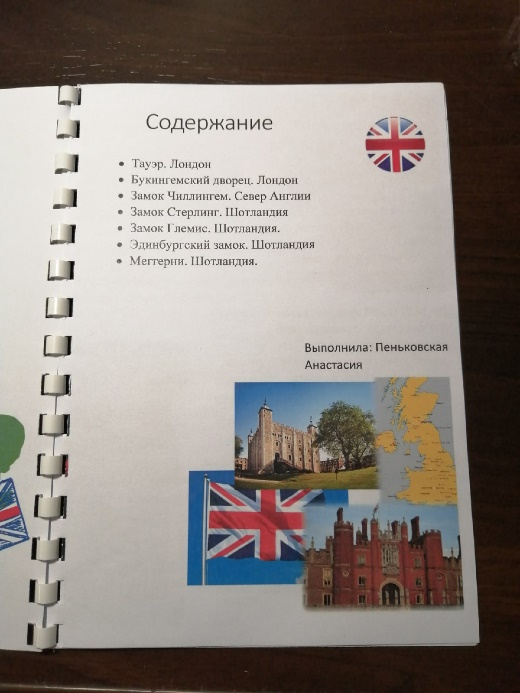 Содержание
• Тауэр. Лондон
• Букингемский дворец. Лондон
• Замок Чиллингем. Север Англии
• Замок Стерлинг. Шотландия
• Замок Глемис. Шотландия.
• Эдинбургский замок. Шотландия
• Меггерни. Шотландия.
Выполнила: Пеньковская
Анастасия